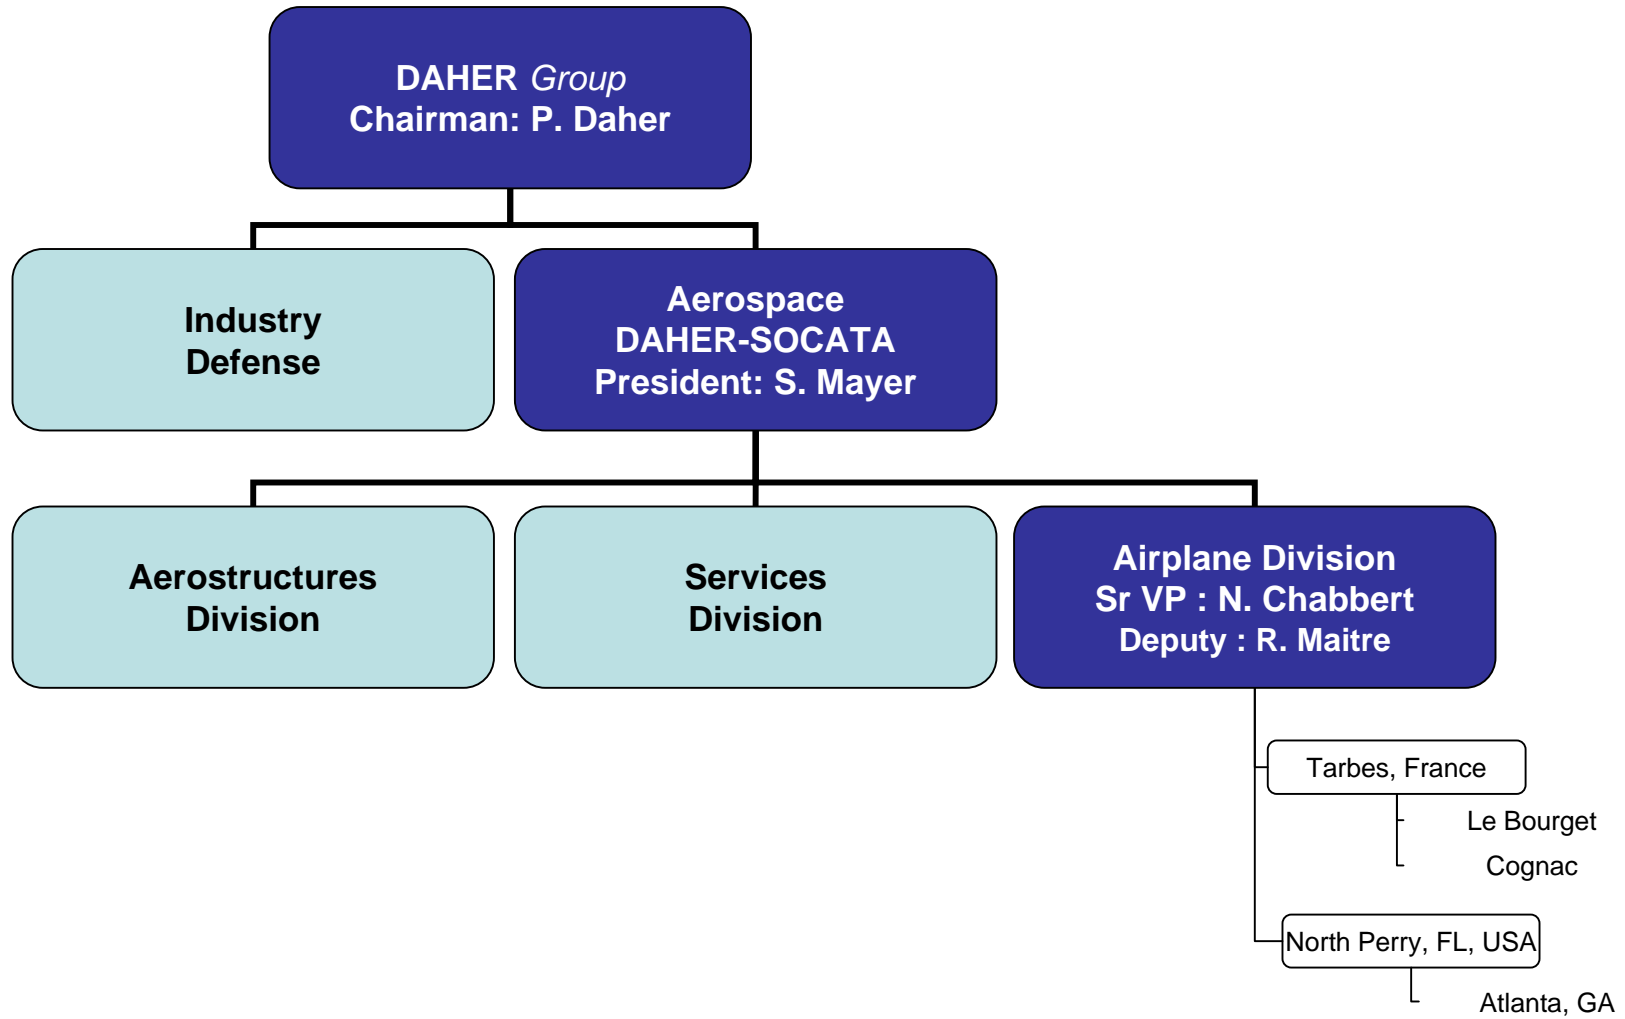 DAHER Group
Chairman: P. Daher
Industry
Defense
Aerospace
DAHER-SOCATA
President: S. Mayer
Aerostructures
Division
Services
Division
Airplane Division
Sr VP : N. Chabbert
Deputy : R. Maitre
Tarbes, France
Le Bourget
Cognac
North Perry, FL, USA
Atlanta, GA